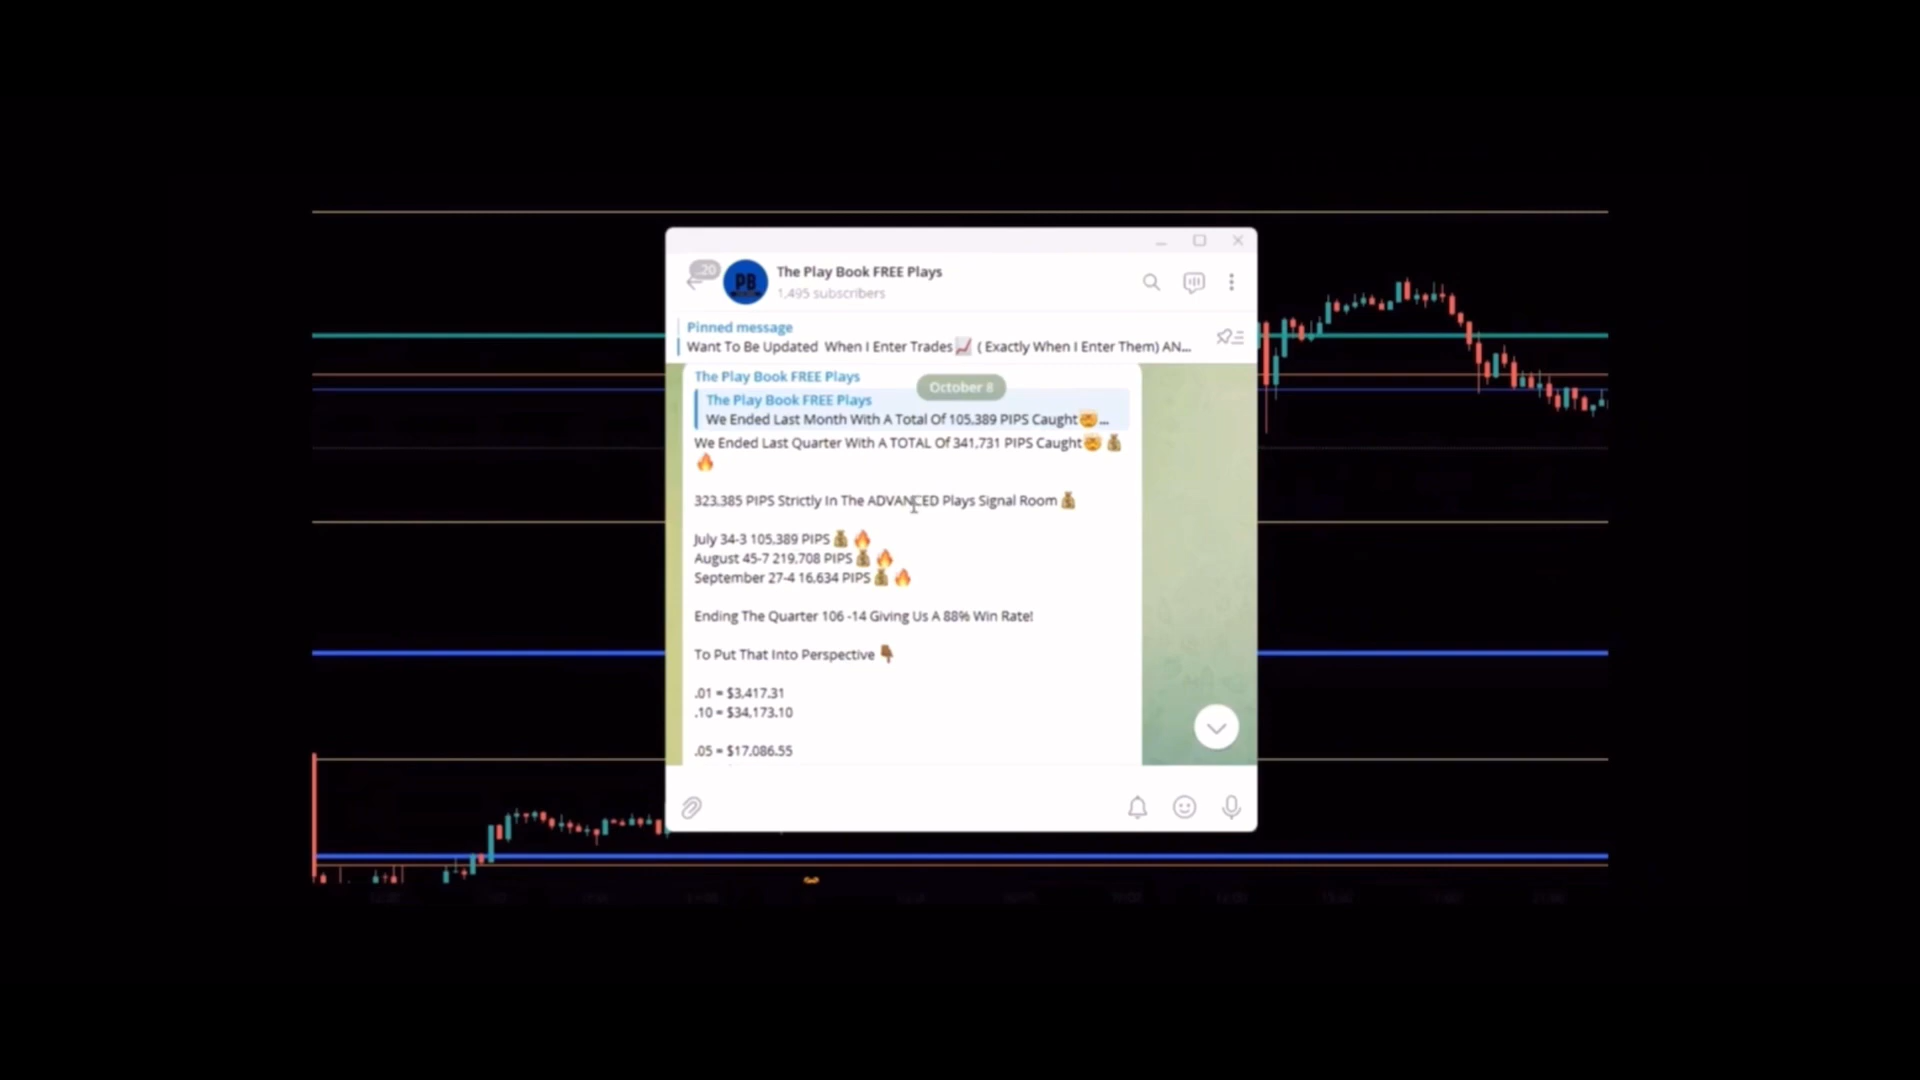 ..20
PB
The Play Book FREE Plays
1,495 subscribers
Pinned message
Want To Be Updated When I Enter Trades📈 ( Exactly When I Enter Them) AN...
The Play Book FREE Plays
October 8
The Play Book FREE Plays
We Ended Last Month With A Total Of 105,389 PIPS Caught🤯...
We Ended Last Quarter With A TOTAL Of 341,731 PIPS Caught🤯💰
🔥
323,385 PIPS Strictly In The ADVANCED Plays Signal Room💰
July 34-3 105,389 PIPS💰🔥
August 45-7 219,708 PIPS💰🔥
September 27-4 16,634 PIPS💰🔥
Ending The Quarter 106 -14 Giving Us A 88% Win Rate!
To Put That Into Perspective👇🏾
.01 = $3,417.31
.10 = $34,173.10
.05 = $17,086.55